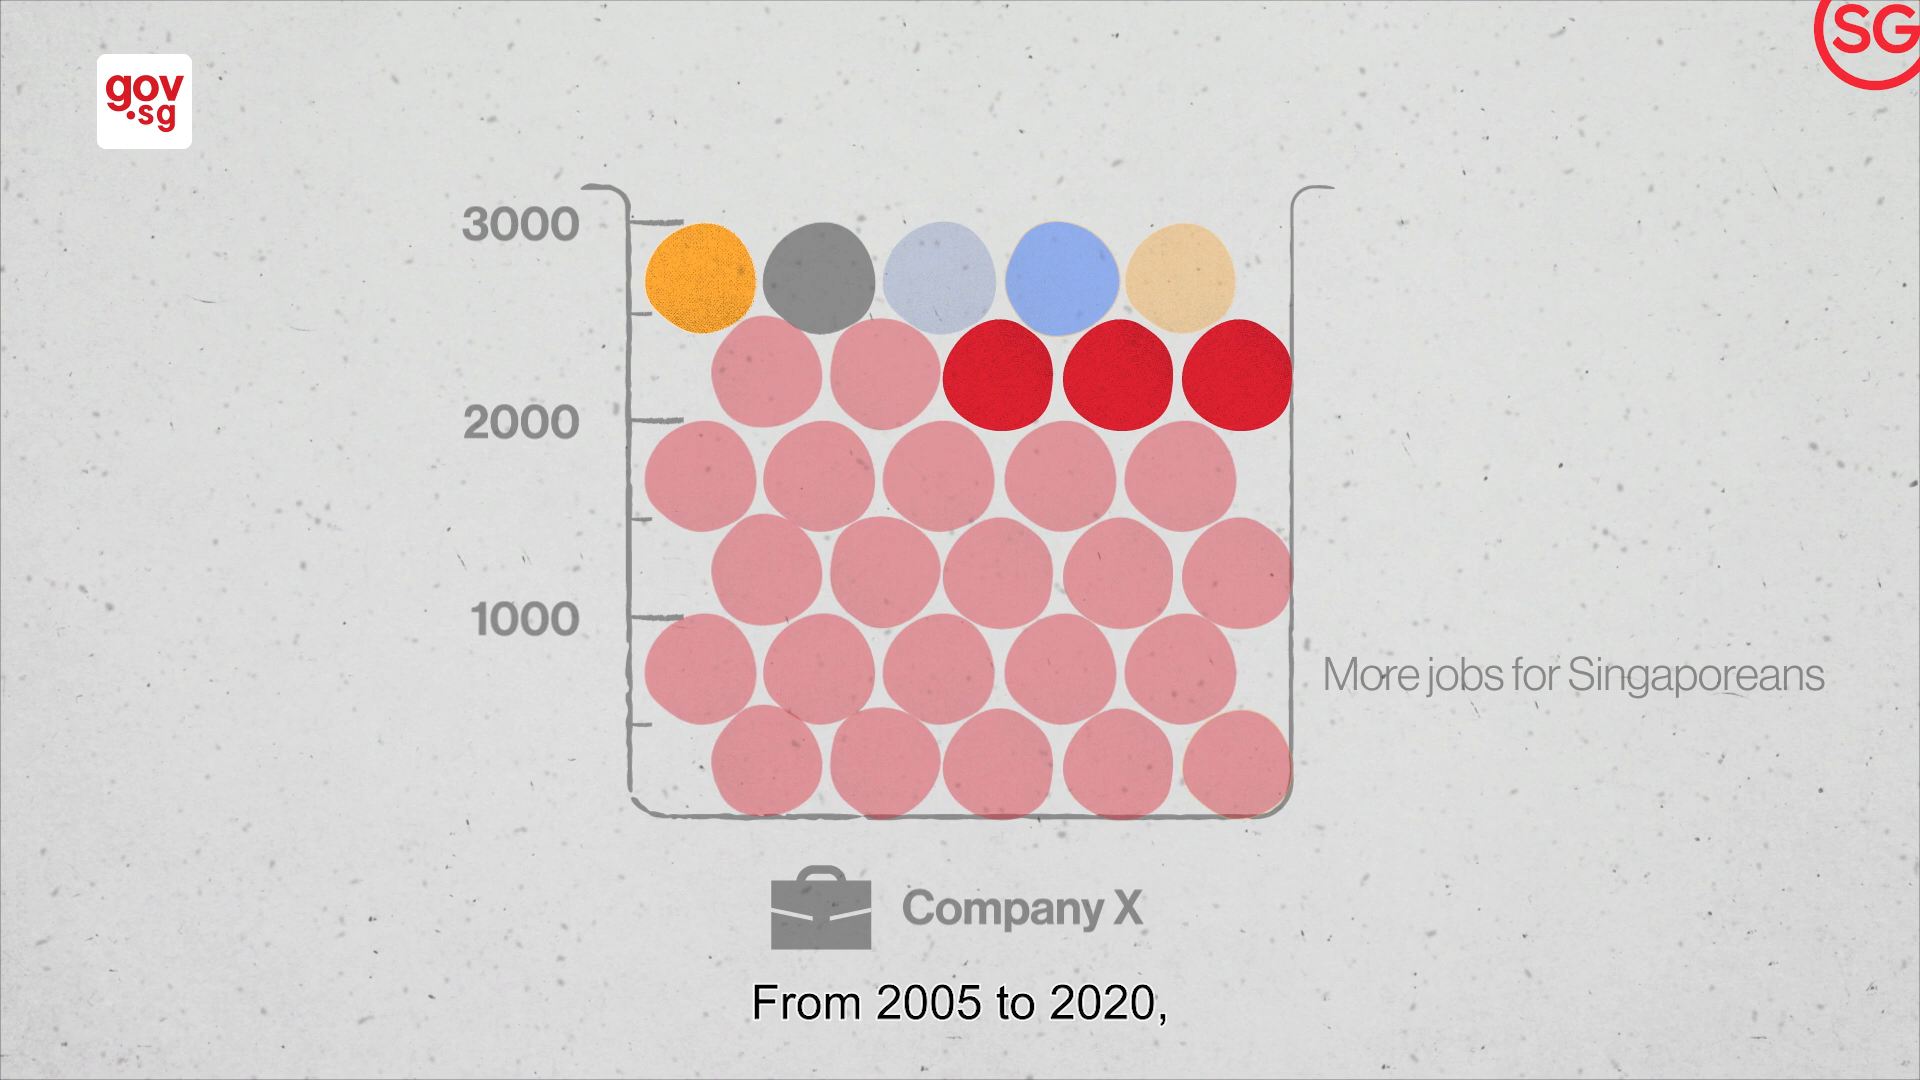 gov
.sg
SG
3000
2000
1000
More jobs for Singaporeans
Company X
From 2005 to 2020,